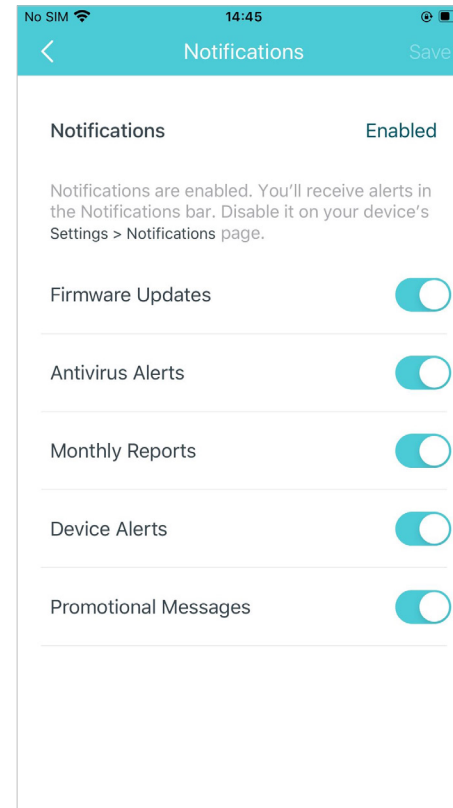 No SIM 14:45
Notifications Save
Notifications Enabled
Notifications are enabled. You'll receive alerts in
the Notifications bar. Disable it on your device's
Settings > Notifications page.
Firmware Updates
Antivirus Alerts
Monthly Reports
Device Alerts
Promotional Messages